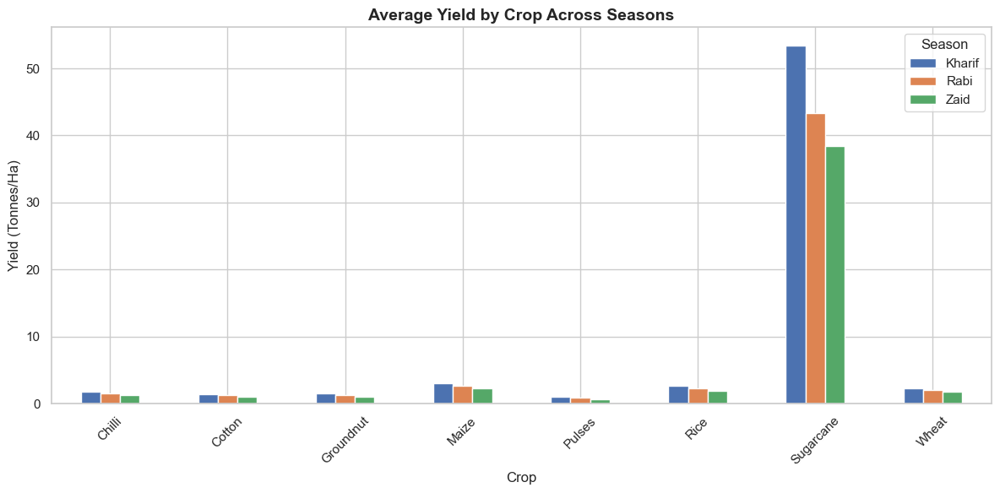 Average Yield by Crop Across Seasons
Season
Kharif
Rabi
Zaid
Yield (Tonnes/Ha)
50
40
30
20
10
0
Chilli
Cotton
Groundnut
Maize
Pulses
Rice
Sugarcane
Wheat
Crop